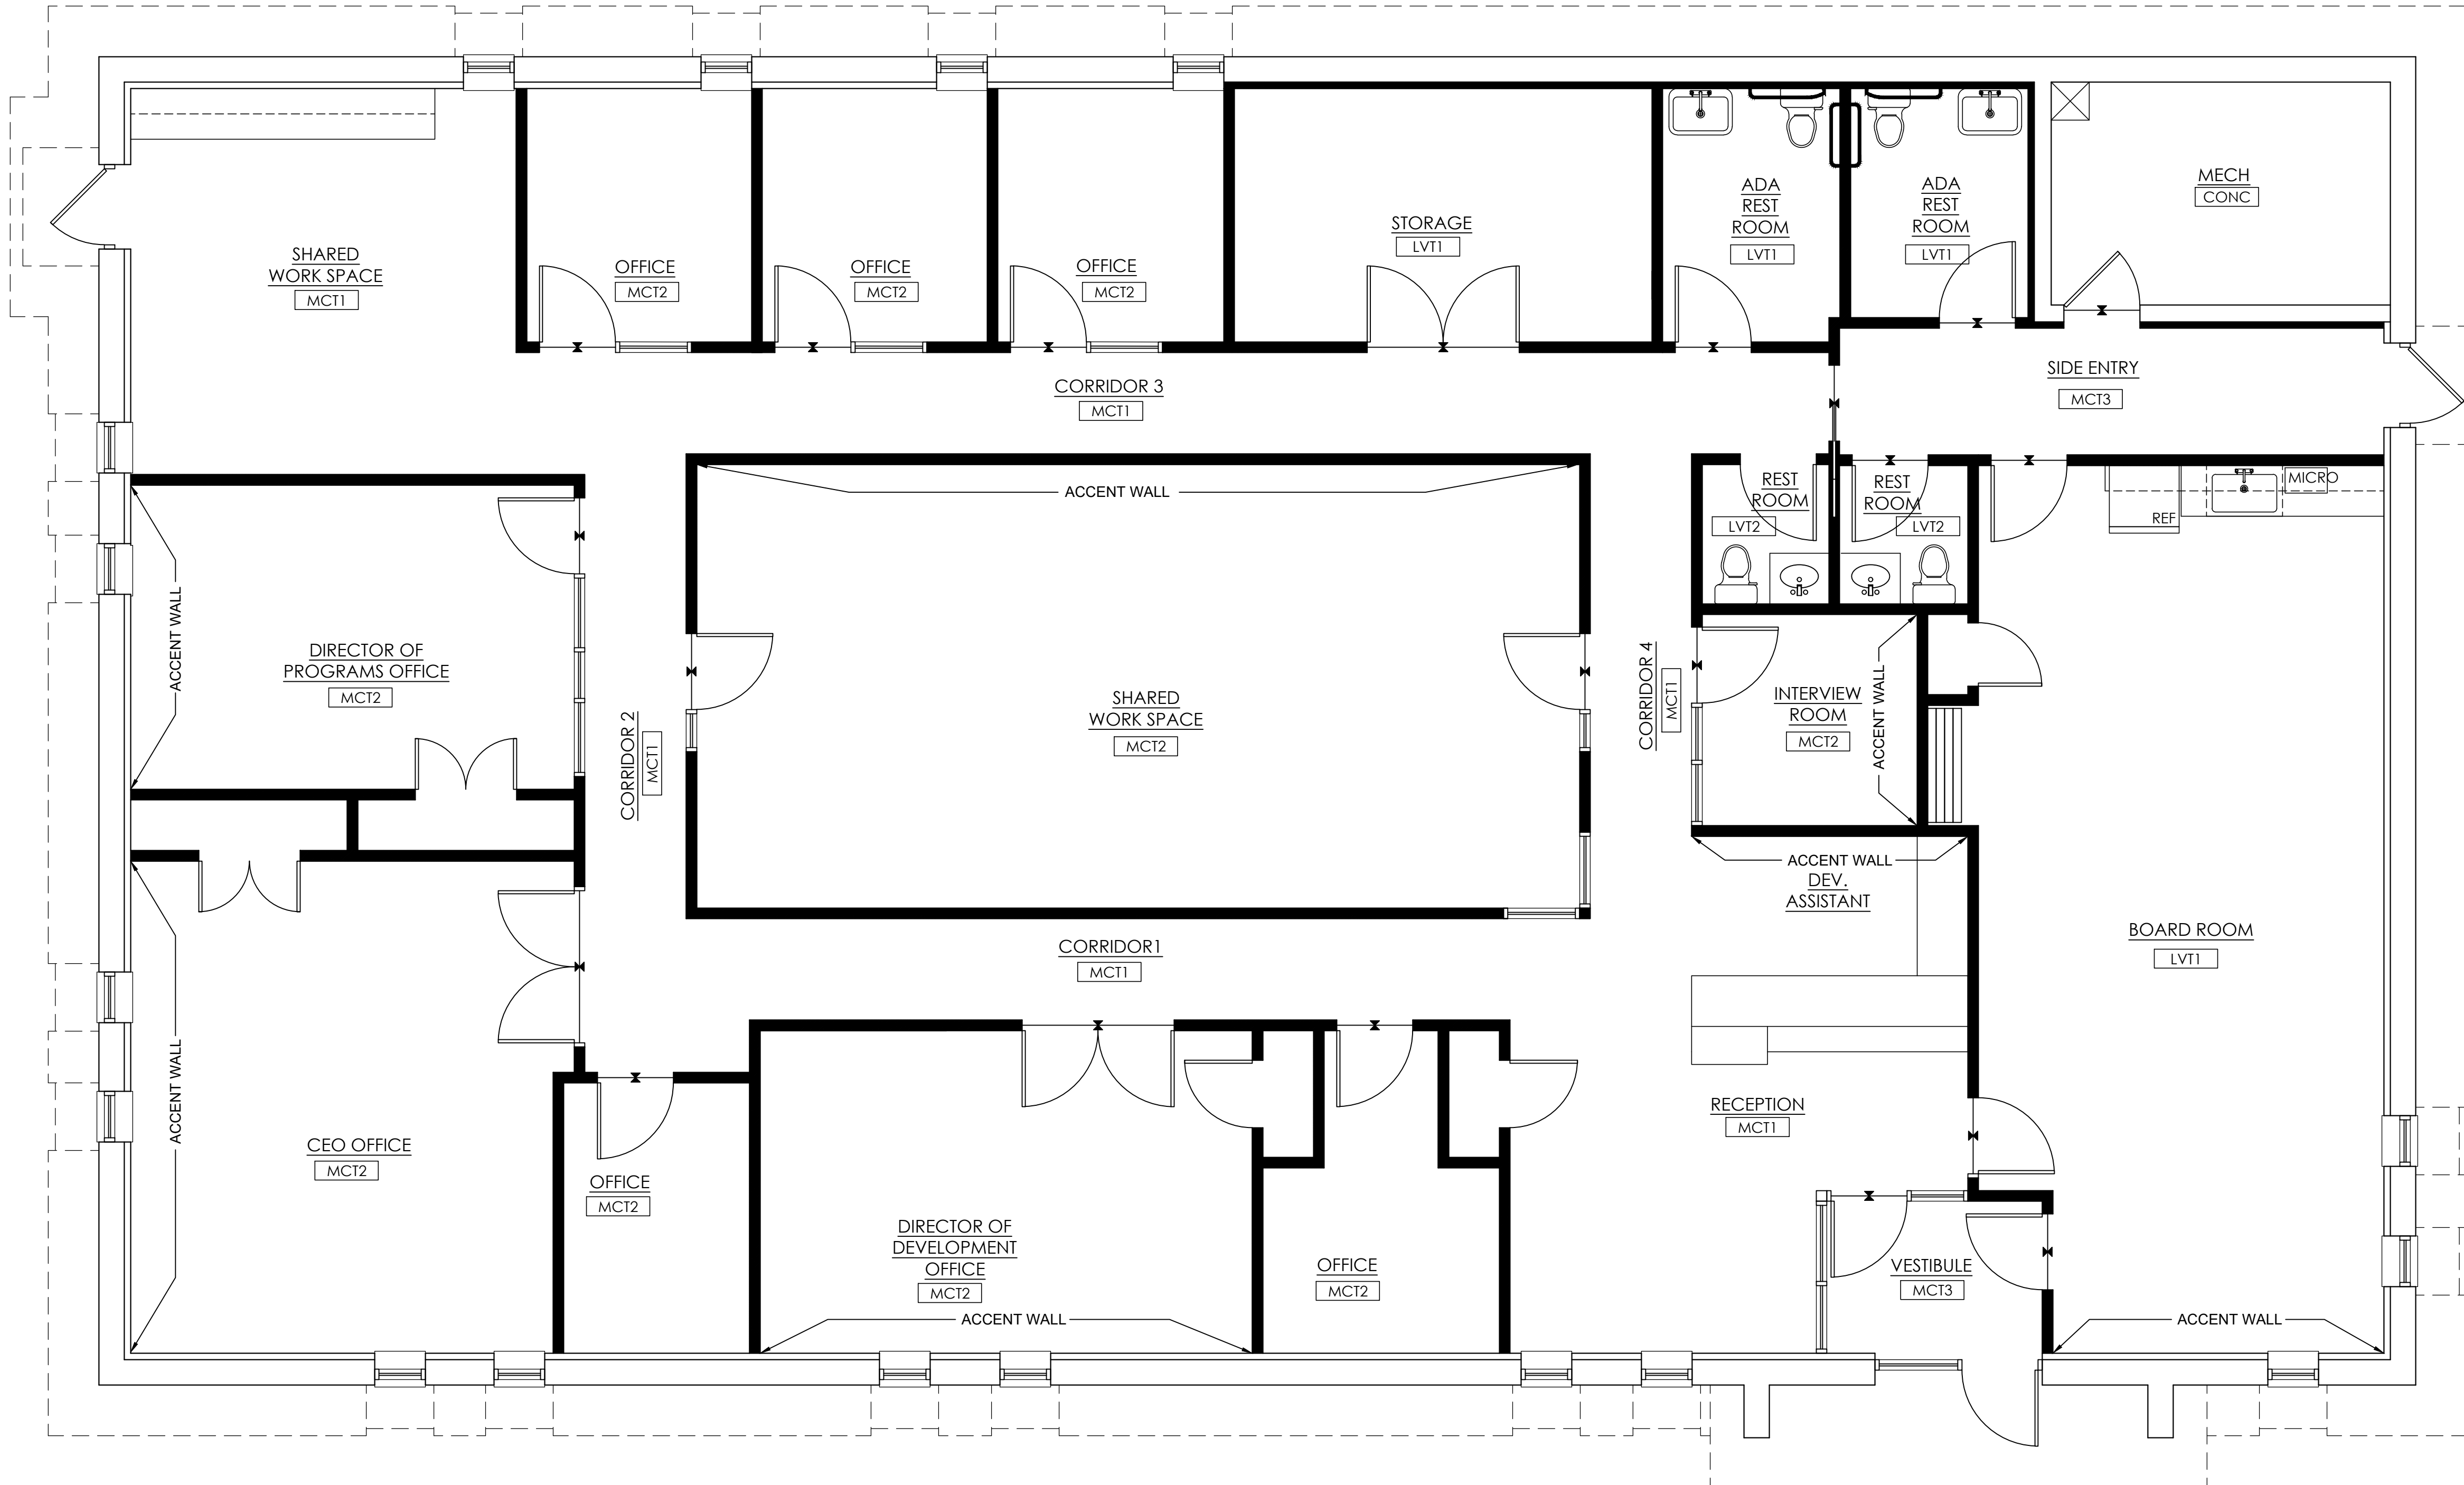 SHARED
WORK SPACE
MCT1
OFFICE
MCT2
OFFICE
MCT2
OFFICE
MCT2
STORAGE
LVT1
ADA
REST
ROOM
LVT1
ADA
REST
ROOM
LVT1
MECH
CONC
CORRIDOR 3
MCT1
SIDE ENTRY
MCT3
ACCENT WALL
REST
ROOM
LVT2
REST
ROOM
LVT2
REF
MICRO
ACCENT WALL
DIRECTOR OF
PROGRAMS OFFICE
MCT2
CORRIDOR 2
MCT1
SHARED
WORK SPACE
MCT2
CORRIDOR 4
MCT1
INTERVIEW
ROOM
MCT2
ACCENT WALL
ACCENT WALL
DEV.
ASSISTANT
BOARD ROOM
LVT1
CORRIDOR1
MCT1
ACCENT WALL
CEO OFFICE
MCT2
OFFICE
MCT2
DIRECTOR OF
DEVELOPMENT
OFFICE
MCT2
ACCENT WALL
OFFICE
MCT2
RECEPTION
MCT1
VESTIBULE
MCT3
ACCENT WALL